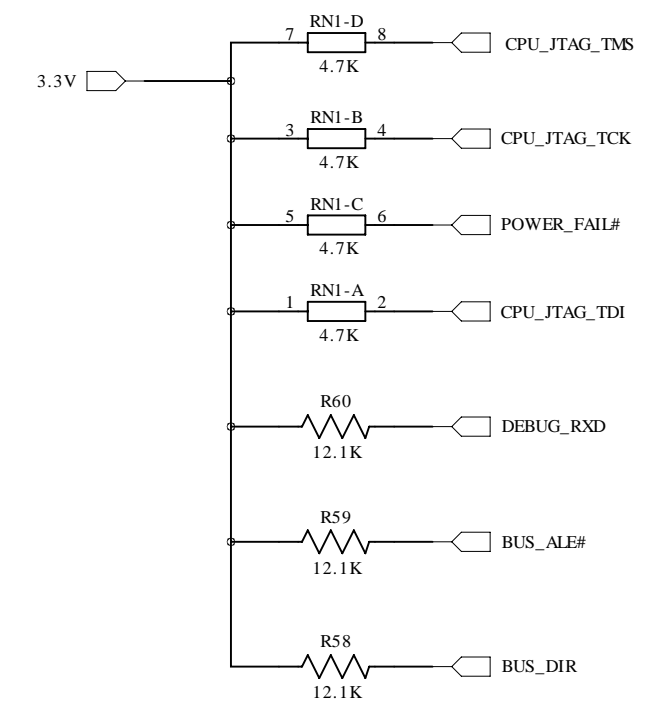 RN1-D
7 8 CPU_JTAG_TMS
4.7K
3.3V
RN1-B
3 4 CPU_JTAG_TCK
4.7K
RN1-C
5 6 POWER_FAIL#
4.7K
RN1-A
1 2 CPU_JTAG_TDI
4.7K
R60
DEBUG_RXD
12.1K
R59
BUS_ALE#
12.1K
R58
BUS_DIR
12.1K